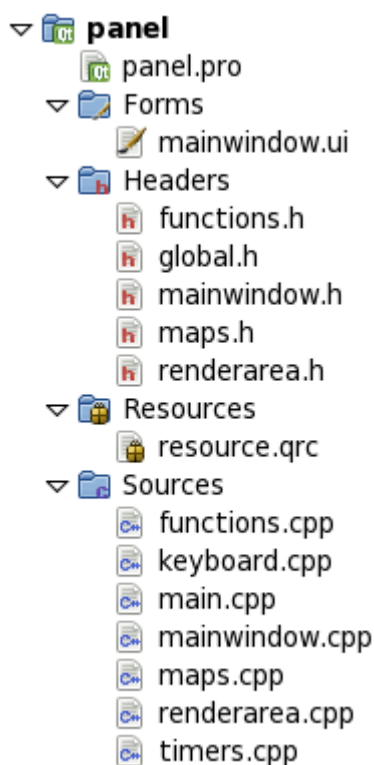 panel
panel.pro
Forms
mainwindow.ui
Headers
functions.h
global.h
mainwindow.h
maps.h
renderarea.h
Resources
resource.qrc
Sources
functions.cpp
keyboard.cpp
main.cpp
mainwindow.cpp
maps.cpp
renderarea.cpp
timers.cpp